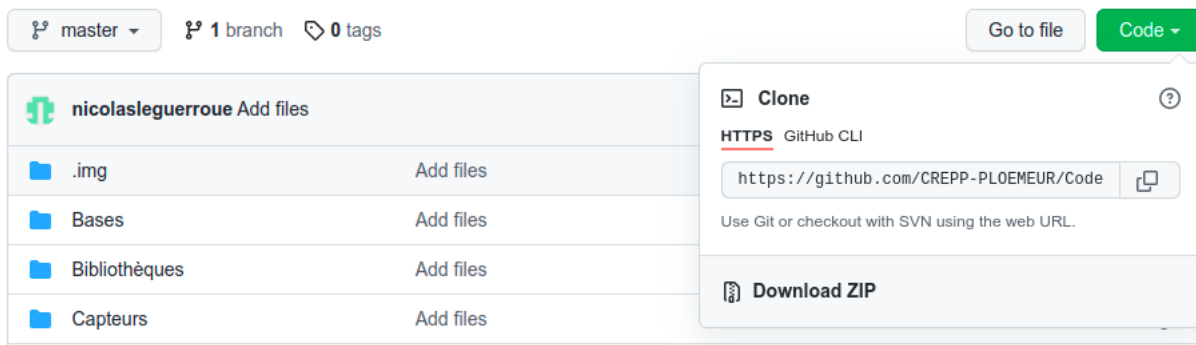 master 1 branch 0 tags Go to file Code
nicolasleguerroue Add files
.img Add files
Bases Add files
Bibliothèques Add files
Capteurs Add files
Clone
HTTPS GitHub CLI
https://github.com/CREPP-PLOEMEUR/Code
Use Git or checkout with SVN using the web URL.
Download ZIP